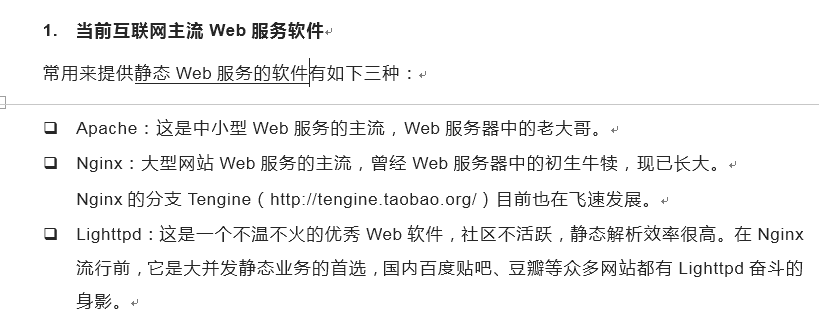 1. 当前互联网主流 Web 服务软件
常用来提供静态 Web 服务的软件有如下三种：
Apache：这是中小型 Web 服务的主流，Web 服务器中的老大哥。
Nginx：大型网站 Web 服务的主流，曾经 Web 服务器中的初生牛犊，现已长大。
Nginx 的分支 Tengine（http://tengine.taobao.org/）目前也在飞速发展。
Lighttpd：这是一个不温不火的优秀 Web 软件，社区不活跃，静态解析效率很高。在 Nginx
流行前，它是大并发静态业务的首选，国内百度贴吧、豆瓣等众多网站都有 Lighttpd 奋斗的
身影。